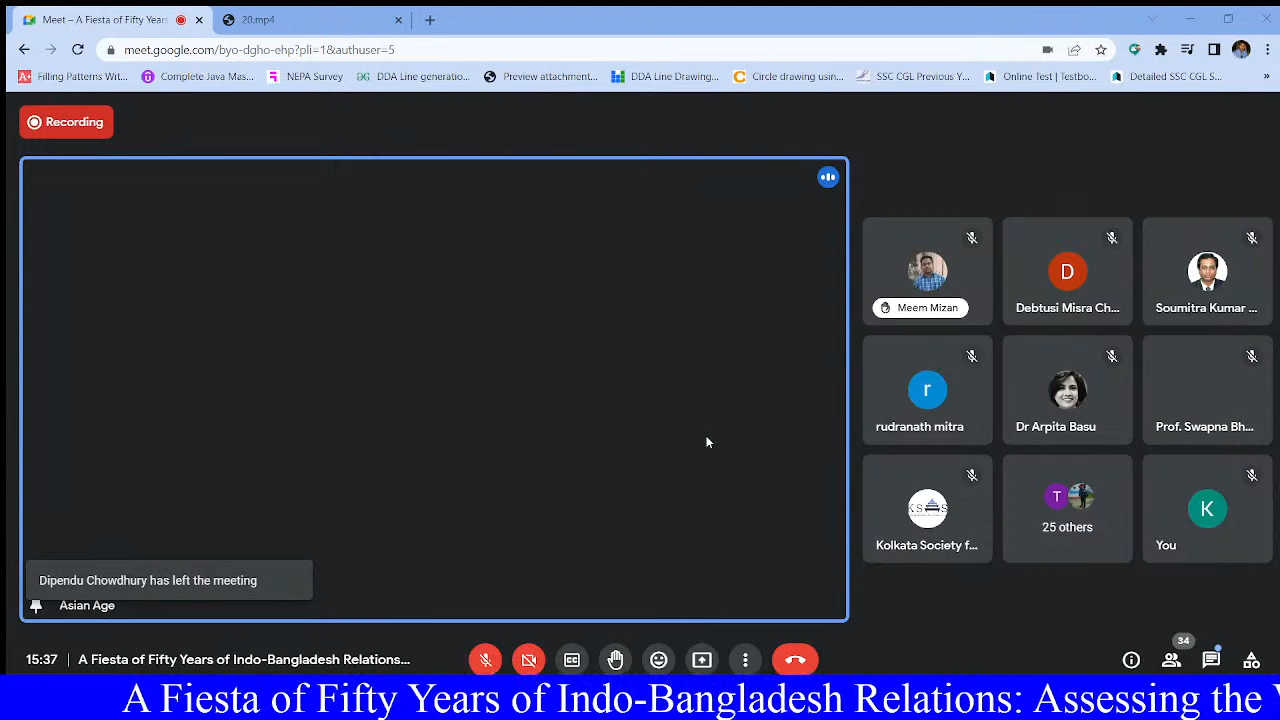 Meet – A Fiesta of Fifty Years
20.mp4
meet.google.com/byo-dgho-ehp?pli=1&authuser=5
A+ Filling Patterns Wit...
Complete Java Mas...
NEPA Survey
DDA Line generatio...
Preview attachment...
DDA Line Drawing...
Circle drawing usin...
SSC CGL Previous Y...
Online Test | Testbo...
Detailed SSC CGL S...
Recording
Meem Mizan
D
Debtusi Misra Ch...
Soumitra Kumar ...
r
rudranath mitra
Dr Arpita Basu
Prof. Swapna Bh...
KS S
Kolkata Society f...
T
25 others
K
You
Dipendu Chowdhury has left the meeting
Asian Age
15:37 | A Fiesta of Fifty Years of Indo-Bangladesh Relations...
34
A Fiesta of Fifty Years of Indo-Bangladesh Relations: Assessing the